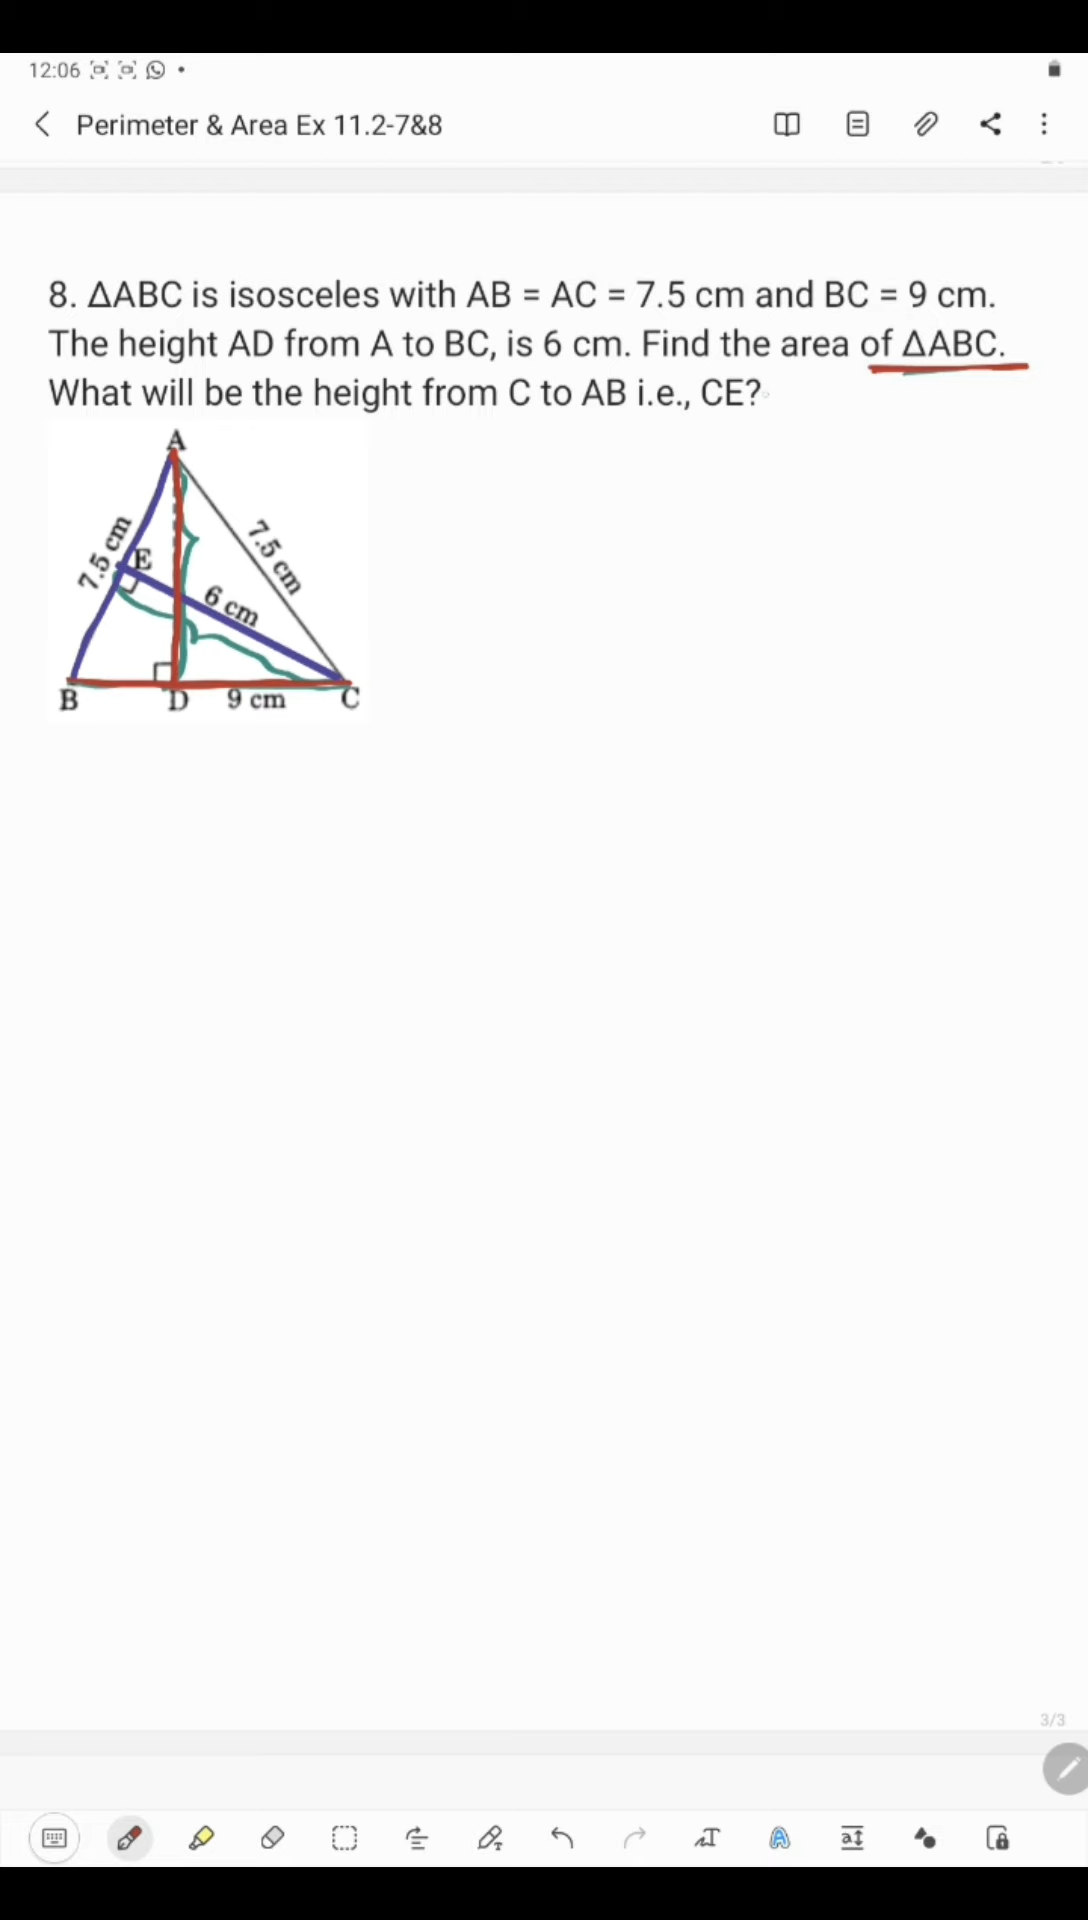 12:06
Perimeter & Area Ex 11.2-7&8
8. ΔABC is isosceles with AB = AC = 7.5 cm and BC = 9 cm.
The height AD from A to BC, is 6 cm. Find the area of ΔABC.
What will be the height from C to AB i.e., CE?
A
7.5 cm
7.5 cm
E
6 cm
B
D
9 cm
C
3/3